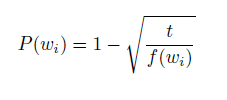 P(w_i) = 1 - \sqrt{\frac{t}{f(w_i)}}